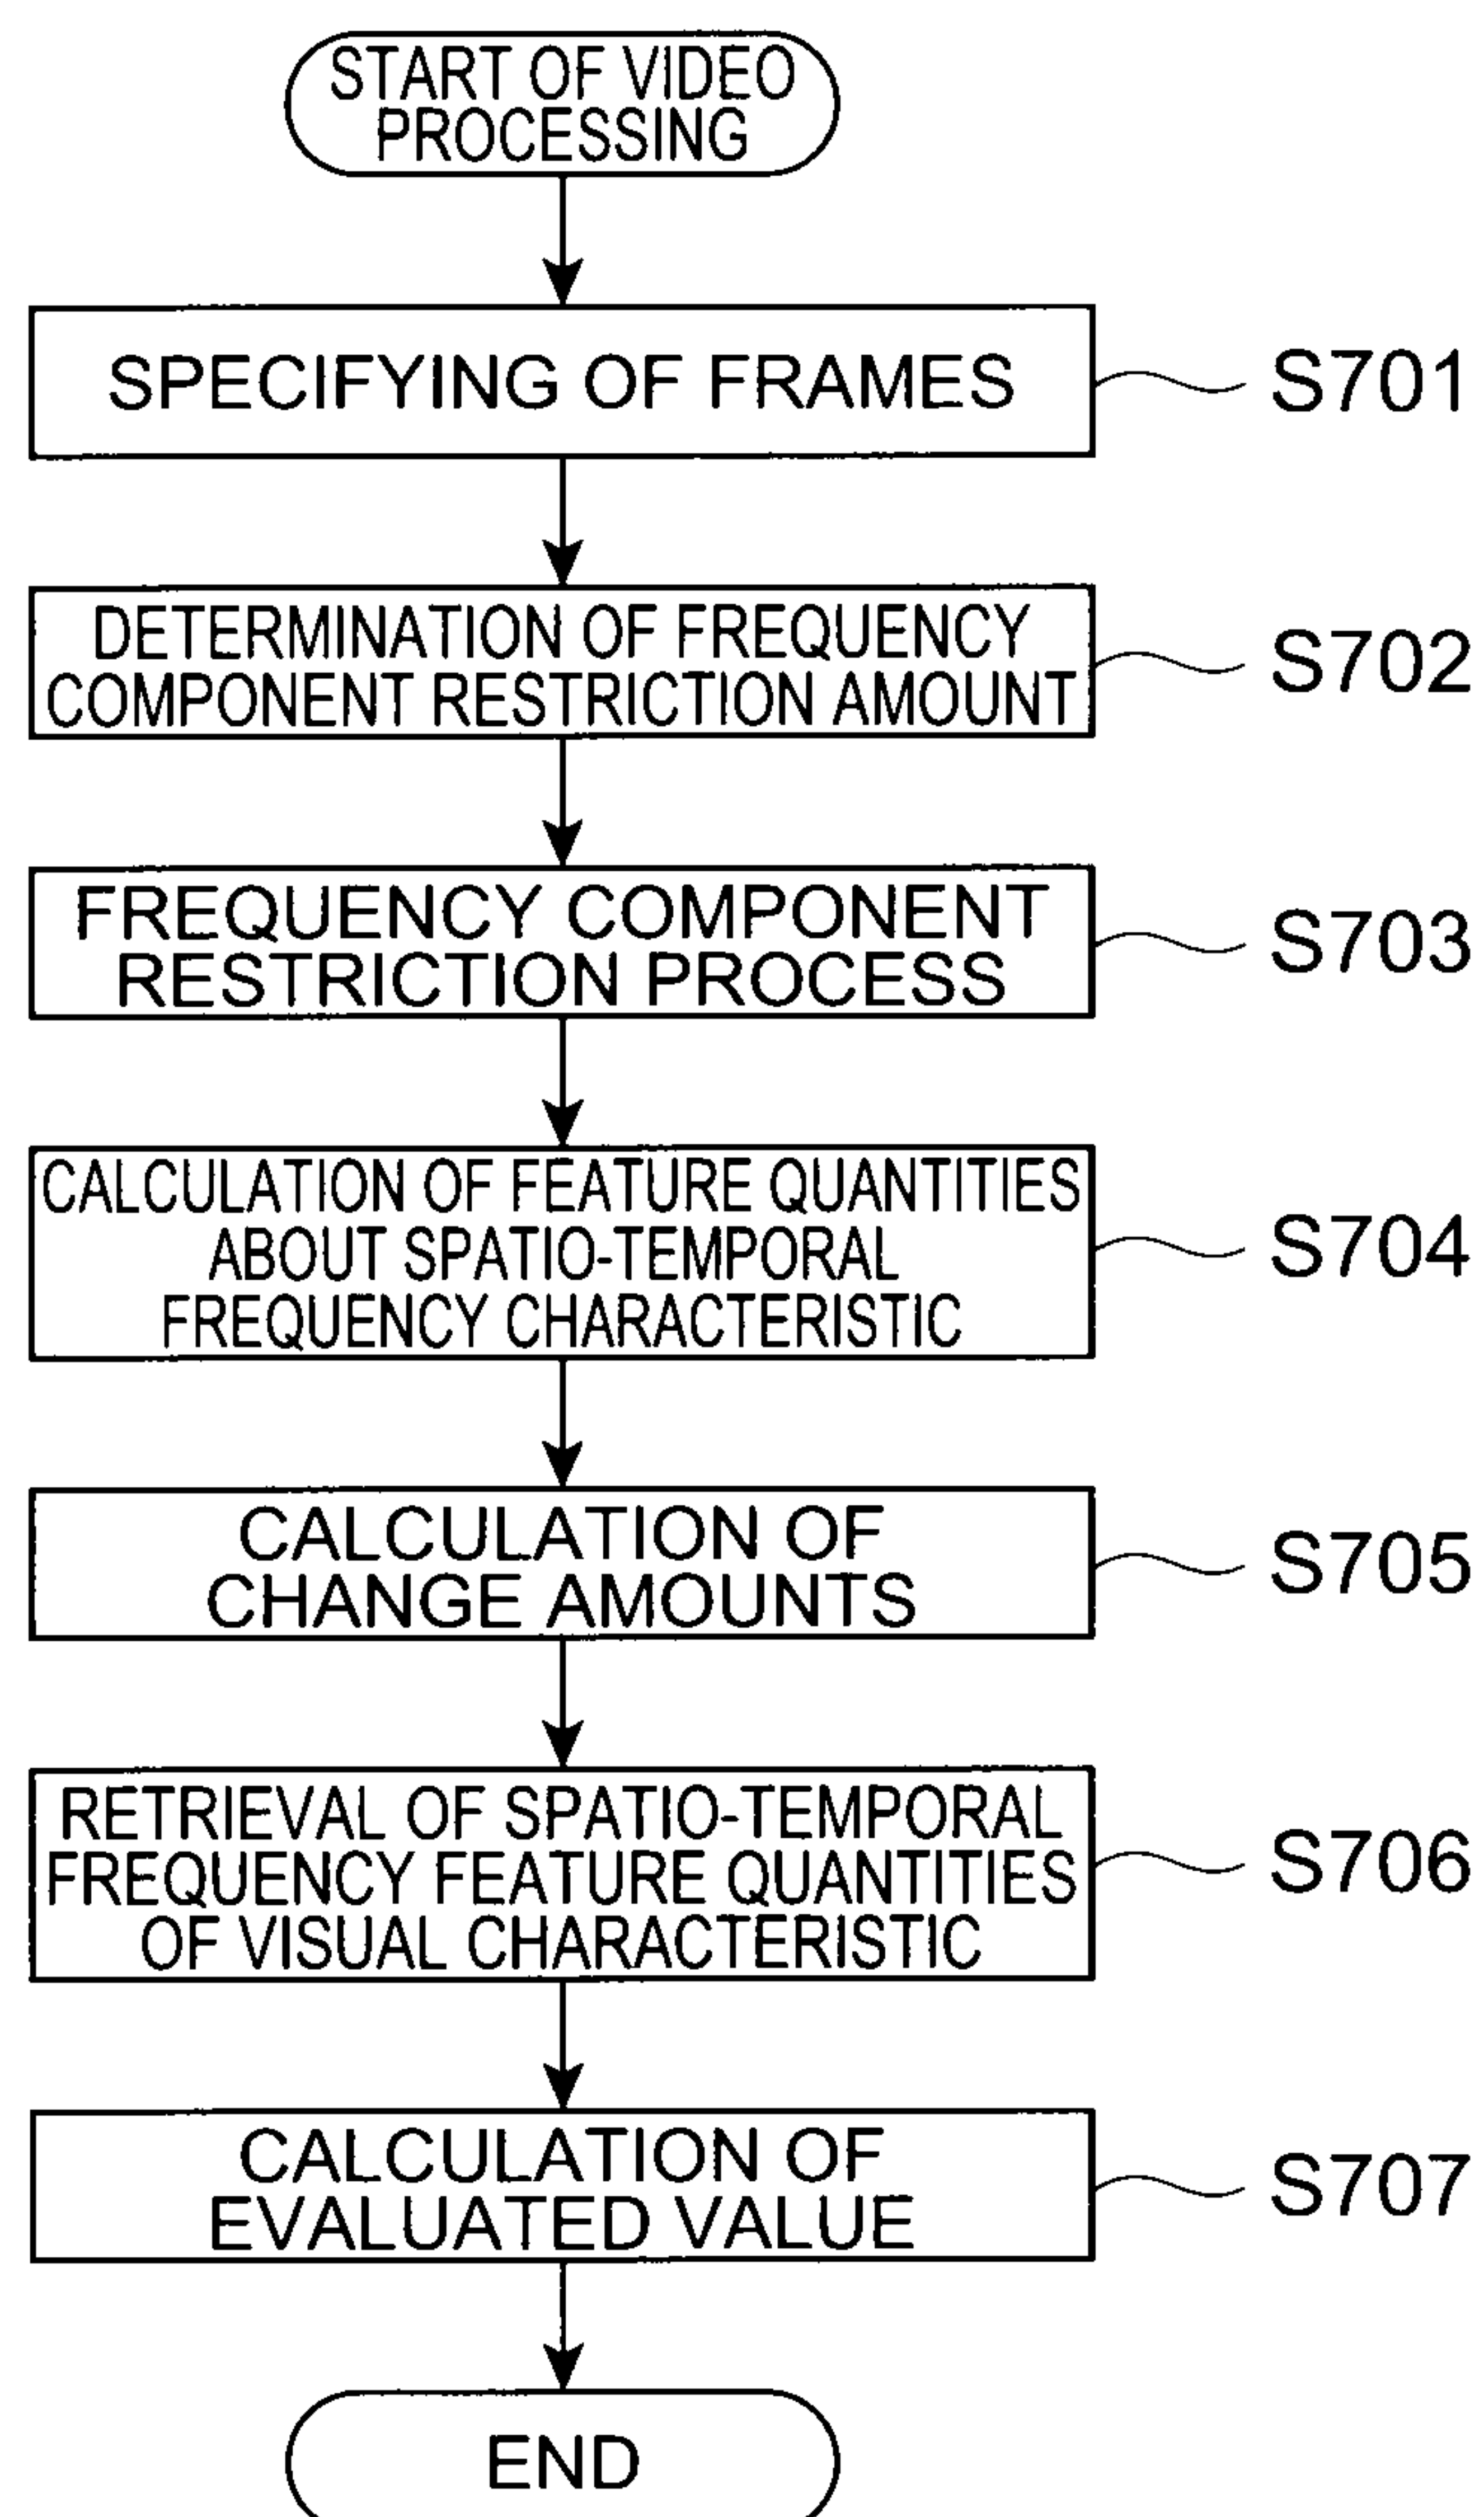 START OF VIDEO
PROCESSING
SPECIFYING OF FRAMES
S701
DETERMINATION OF FREQUENCY
COMPONENT RESTRICTION AMOUNT
S702
FREQUENCY COMPONENT
RESTRICTION PROCESS
S703
CALCULATION OF FEATURE QUANTITIES
ABOUT SPATIO-TEMPORAL
FREQUENCY CHARACTERISTIC
S704
CALCULATION OF
CHANGE AMOUNTS
S705
RETRIEVAL OF SPATIO-TEMPORAL
FREQUENCY FEATURE QUANTITIES
OF VISUAL CHARACTERISTIC
S706
CALCULATION OF
EVALUATED VALUE
S707
END